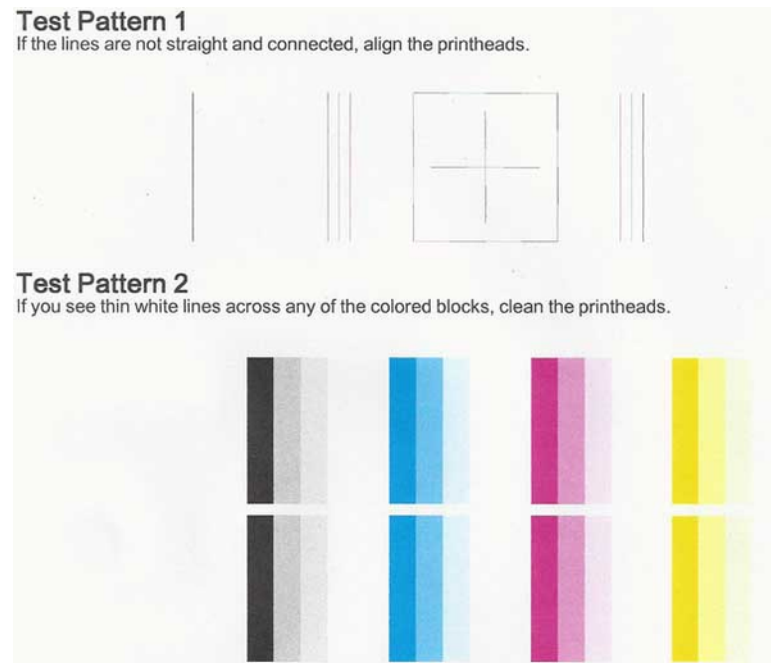 Test Pattern 1
If the lines are not straight and connected, align the printheads.
Test Pattern 2
If you see thin white lines across any of the colored blocks, clean the printheads.